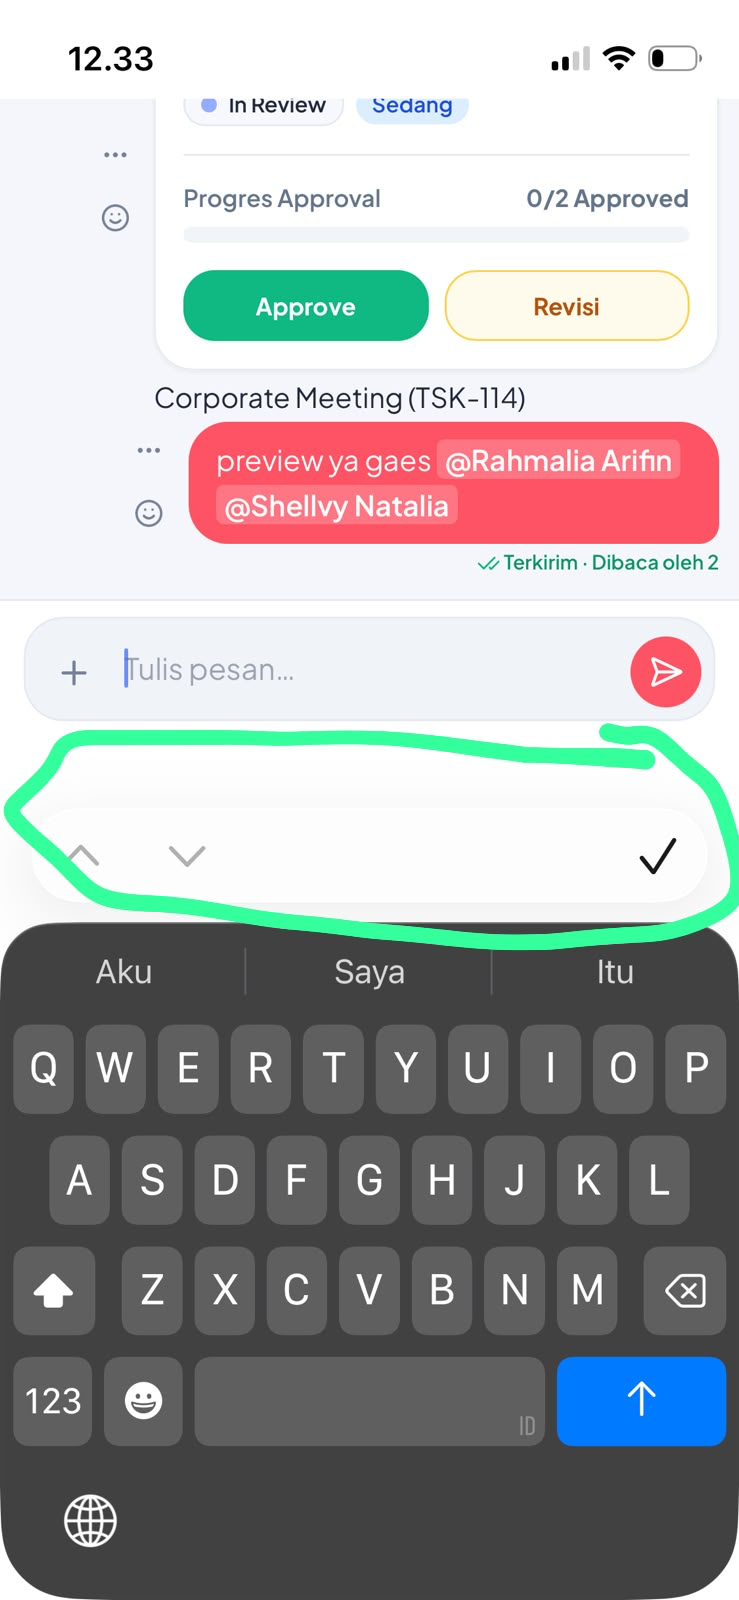 12.33
In Review
Sedang
Progres Approval
0/2 Approved
Approve
Revisi
Corporate Meeting (TSK-114)
preview ya gaes @Rahmalia Arifin
@Shellvy Natalia
Terkirim · Dibaca oleh 2
Tulis pesan...
Aku
Saya
Itu
Q W E R T Y U I O P
A S D F G H J K L
Z X C V B N M
123
ID